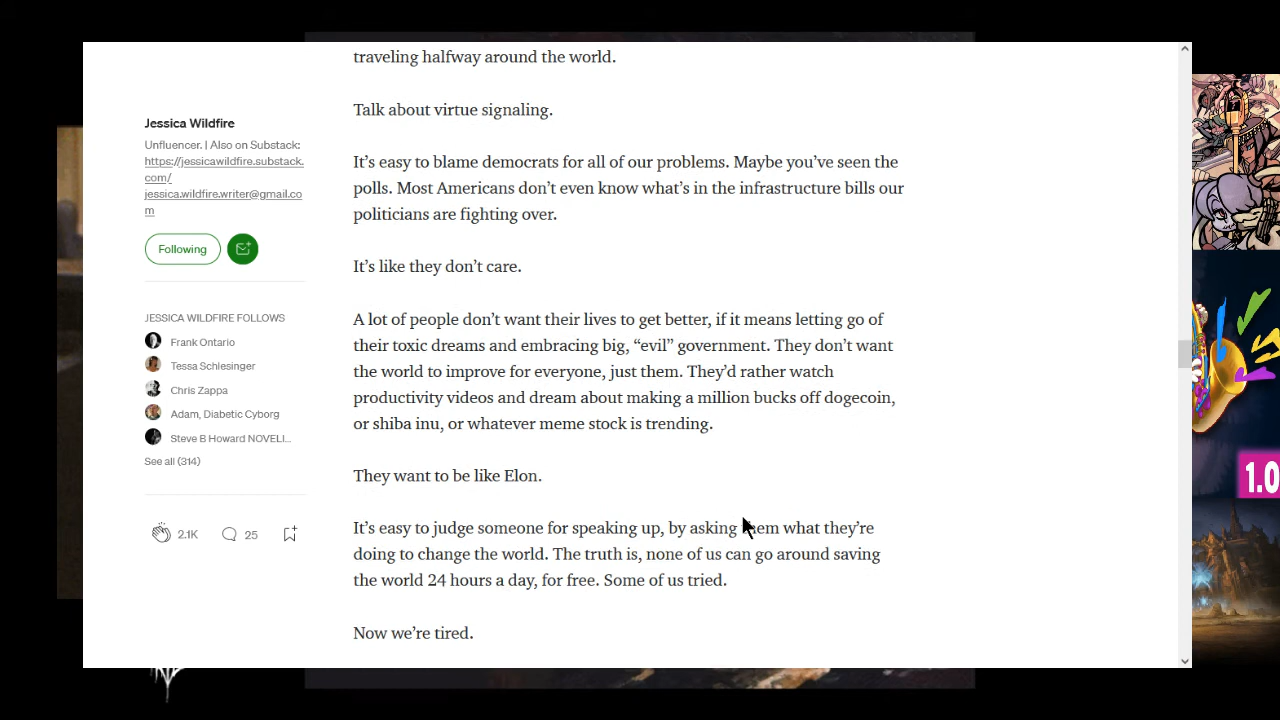 traveling halfway around the world.
Talk about virtue signaling.
It’s easy to blame democrats for all of our problems. Maybe you’ve seen the
polls. Most Americans don’t even know what’s in the infrastructure bills our
politicians are fighting over.
It’s like they don’t care.
A lot of people don’t want their lives to get better, if it means letting go of
their toxic dreams and embracing big, “evil” government. They don’t want
the world to improve for everyone, just them. They’d rather watch
productivity videos and dream about making a million bucks off dogecoin,
or shiba inu, or whatever meme stock is trending.
They want to be like Elon.
It’s easy to judge someone for speaking up, by asking them what they’re
doing to change the world. The truth is, none of us can go around saving
the world 24 hours a day, for free. Some of us tried.
Now we’re tired.
Jessica Wildfire
Unfluencer. | Also on Substack:
https://jessicawildfire.substack.
com/
jessica.wildfire.writer@gmail.co
m
Following
JESSICA WILDFIRE FOLLOWS
Frank Ontario
Tessa Schlesinger
Chris Zappa
Adam, Diabetic Cyborg
Steve B Howard NOVELI...
See all (314)
2.1K
25
1.0